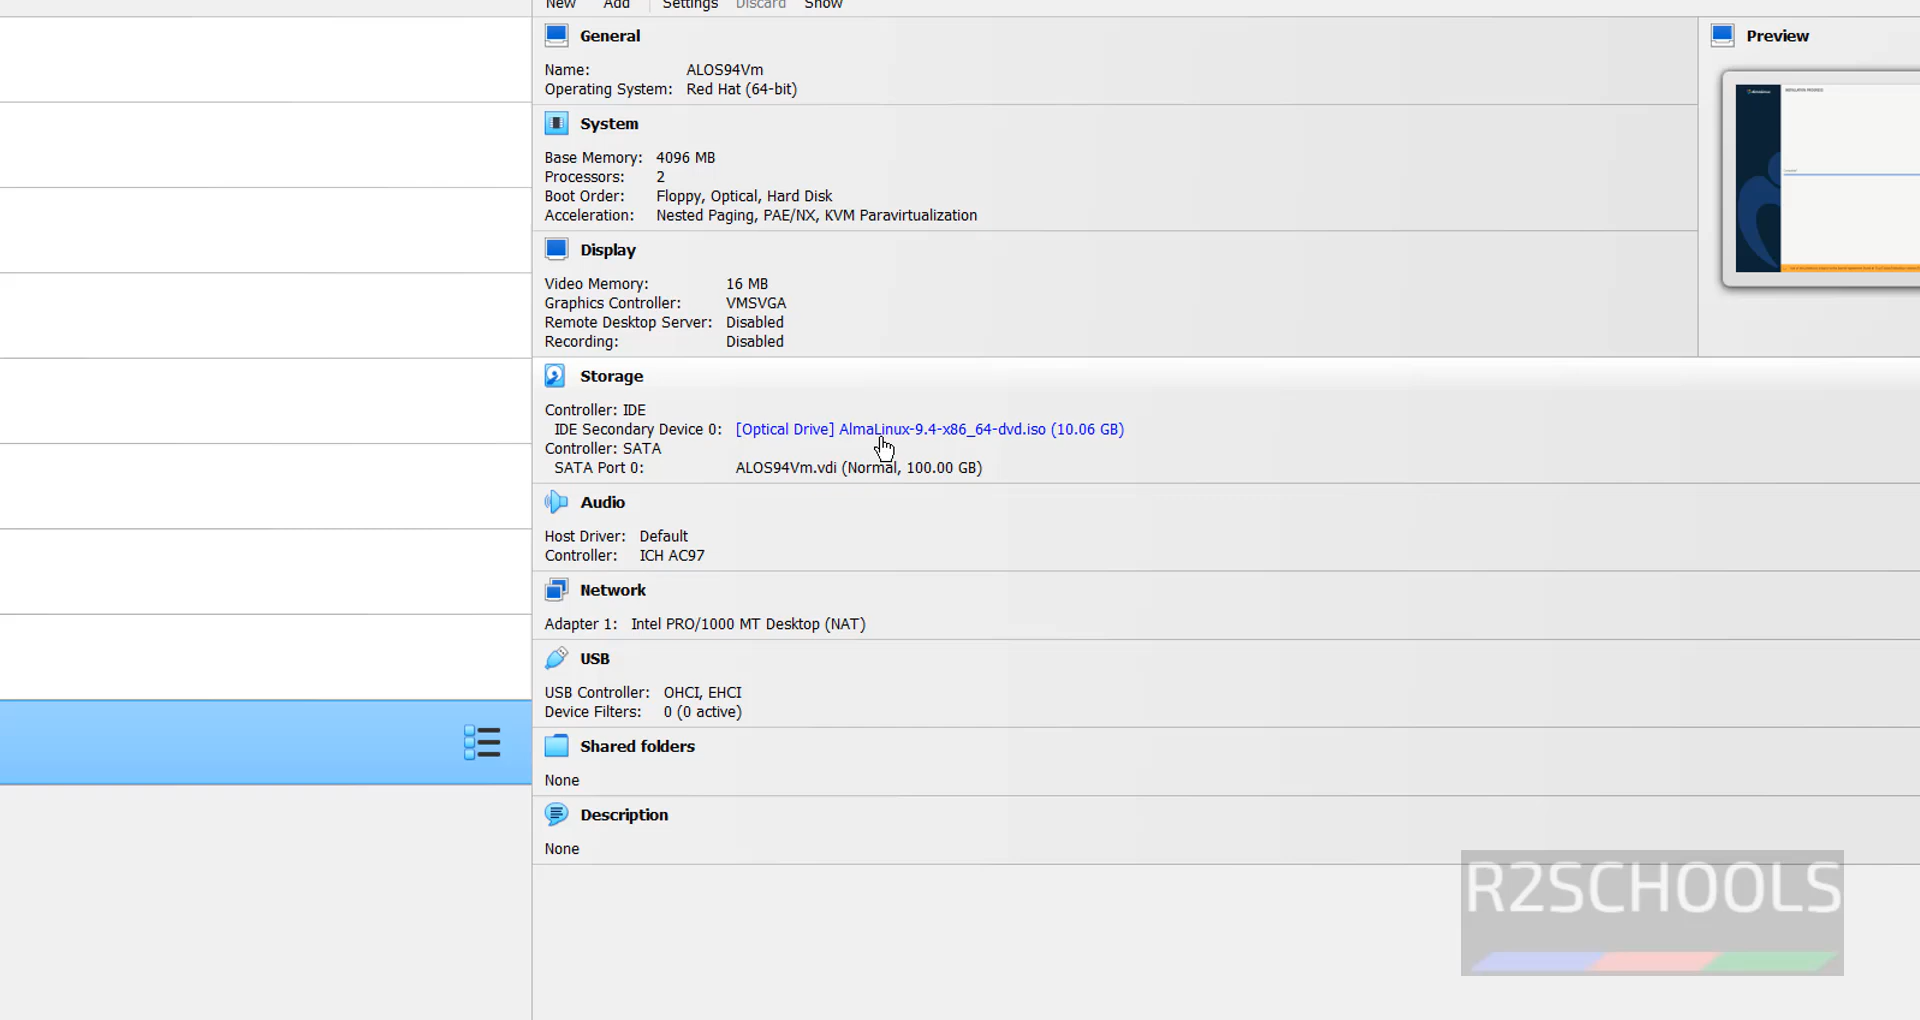 New Add Settings Discard Show
General
Preview
Name: ALOS94Vm
Operating System: Red Hat (64-bit)
System
Base Memory: 4096 MB
Processors: 2
Boot Order: Floppy, Optical, Hard Disk
Acceleration: Nested Paging, PAE/NX, KVM Paravirtualization
Display
Video Memory: 16 MB
Graphics Controller: VMSVGA
Remote Desktop Server: Disabled
Recording: Disabled
Storage
Controller: IDE
IDE Secondary Device 0: [Optical Drive] AlmaLinux-9.4-x86_64-dvd.iso (10.06 GB)
Controller: SATA
SATA Port 0: ALOS94Vm.vdi (Normal, 100.00 GB)
Audio
Host Driver: Default
Controller: ICH AC97
Network
Adapter 1: Intel PRO/1000 MT Desktop (NAT)
USB
USB Controller: OHCI, EHCI
Device Filters: 0 (0 active)
Shared folders
None
Description
None
R2SCHOOLS